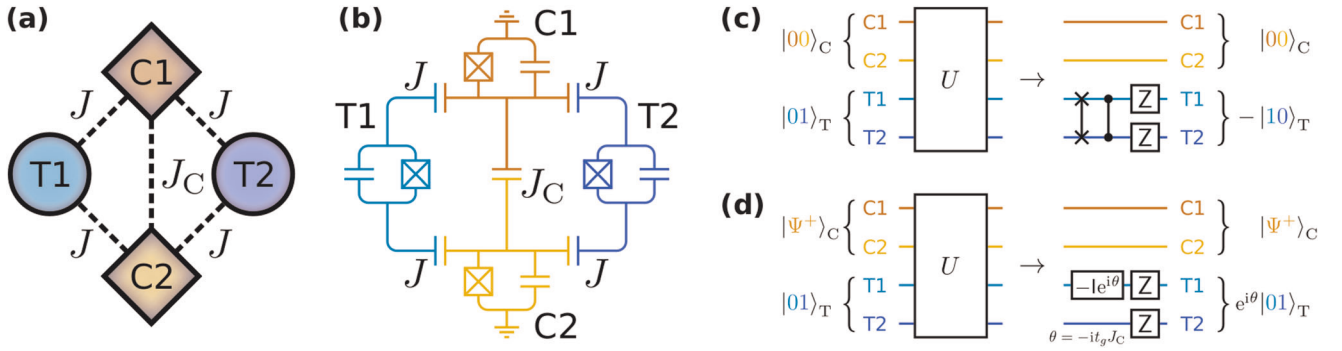 (a)
C1
J
J
T1
J_C
T2
J
J
C2
(b)
C1
J
J
T1
T2
J_C
J
J
C2
(c)
|00⟩_C
C1
C2
|01⟩_T
T1
T2
U
→
Z
Z
C1
C2
|00⟩_C
T1
T2
−|10⟩_T
(d)
|Ψ⁺⟩_C
C1
C2
|01⟩_T
T1
T2
U
→
−Ie^{iθ}
Z
Z
θ = −it_gJ_C
C1
C2
|Ψ⁺⟩_C
T1
T2
e^{iθ}|01⟩_T